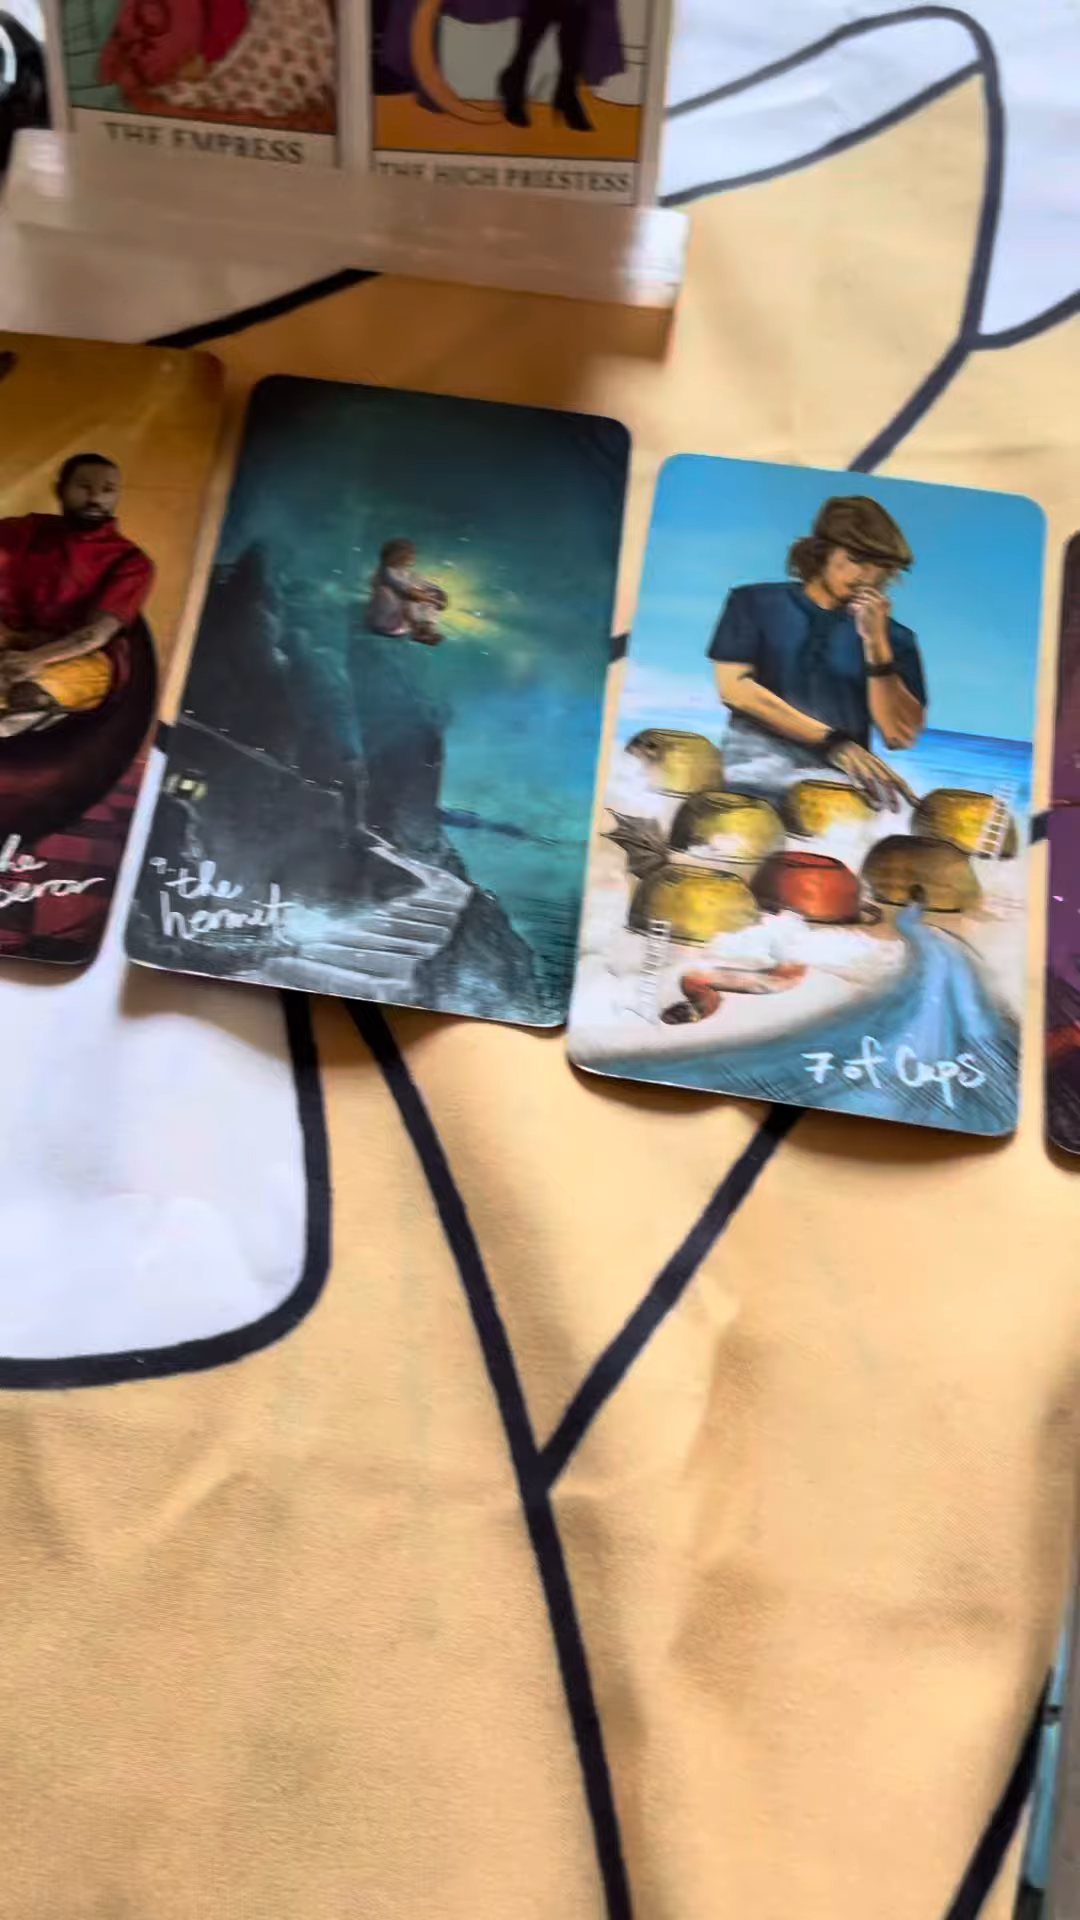 THE EMPRESS
THE HIGH PRIESTESS
9- the
hermit
7 of Cups